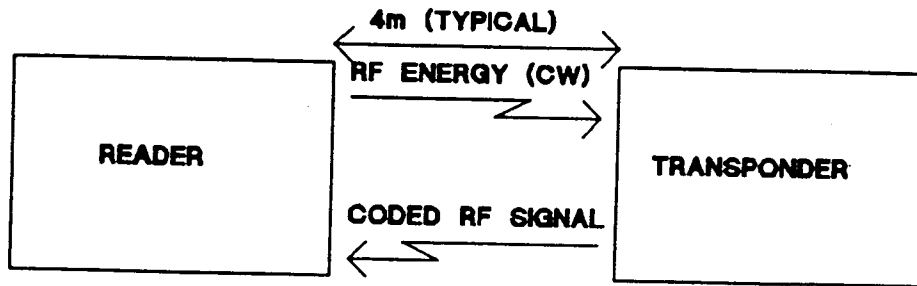 4m (TYPICAL)
RF ENERGY (CW)
READER
TRANSPONDER
CODED RF SIGNAL